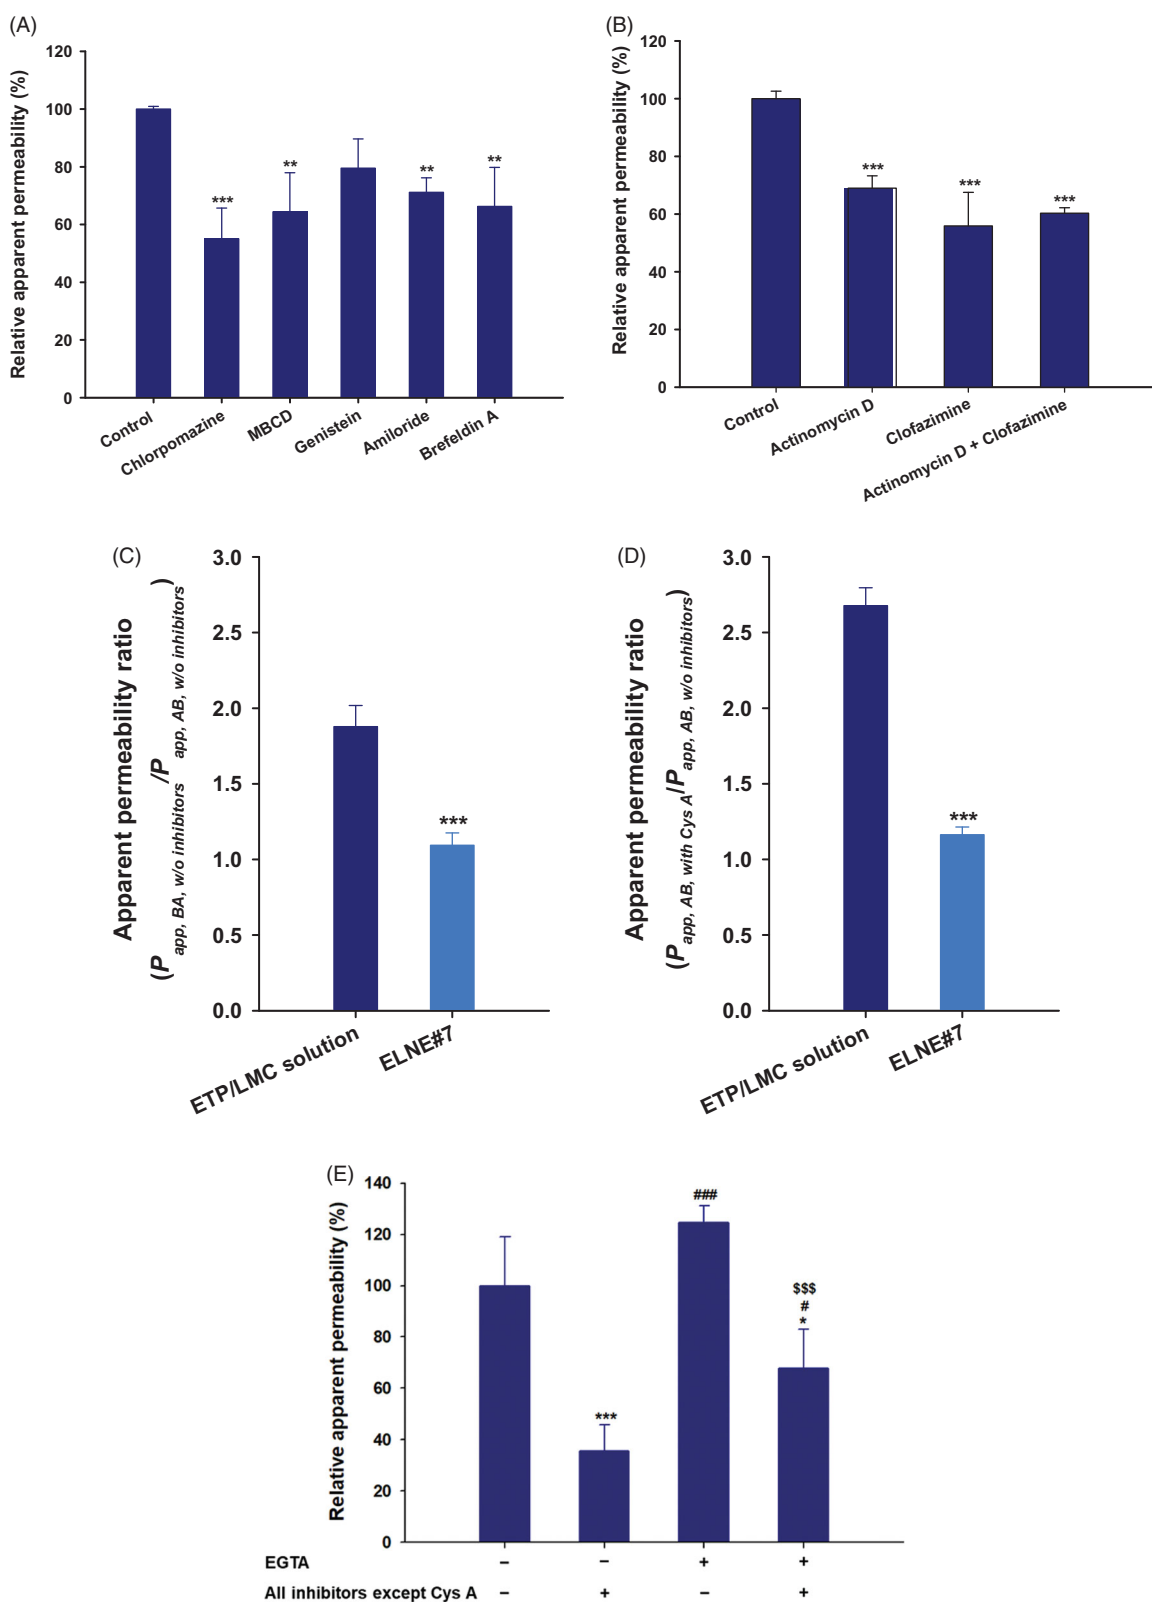 (A)
Relative apparent permeability (%)
120
100
80
60
40
20
0
***
**
**
**
Control
Chlorpomazine
MBCD
Genistein
Amiloride
Brefeldin A
(B)
Relative apparent permeability (%)
120
100
80
60
40
20
0
***
***
***
Control
Actinomycin D
Clofazimine
Actinomycin D + Clofazimine
(C)
Apparent permeability ratio
(P app, BA, w/o inhibitors /P app, AB, w/o inhibitors )
3.0
2.5
2.0
1.5
1.0
0.5
0.0
***
ETP/LMC solution
ELNE#7
(D)
Apparent permeability ratio
(P app, AB, with Cys A /P app, AB, w/o inhibitors )
3.0
2.5
2.0
1.5
1.0
0.5
0.0
***
ETP/LMC solution
ELNE#7
(E)
Relative apparent permeability (%)
140
120
100
80
60
40
20
0
***
###
$$$
#
*
EGTA – – + +
All inhibitors except Cys A – + – +